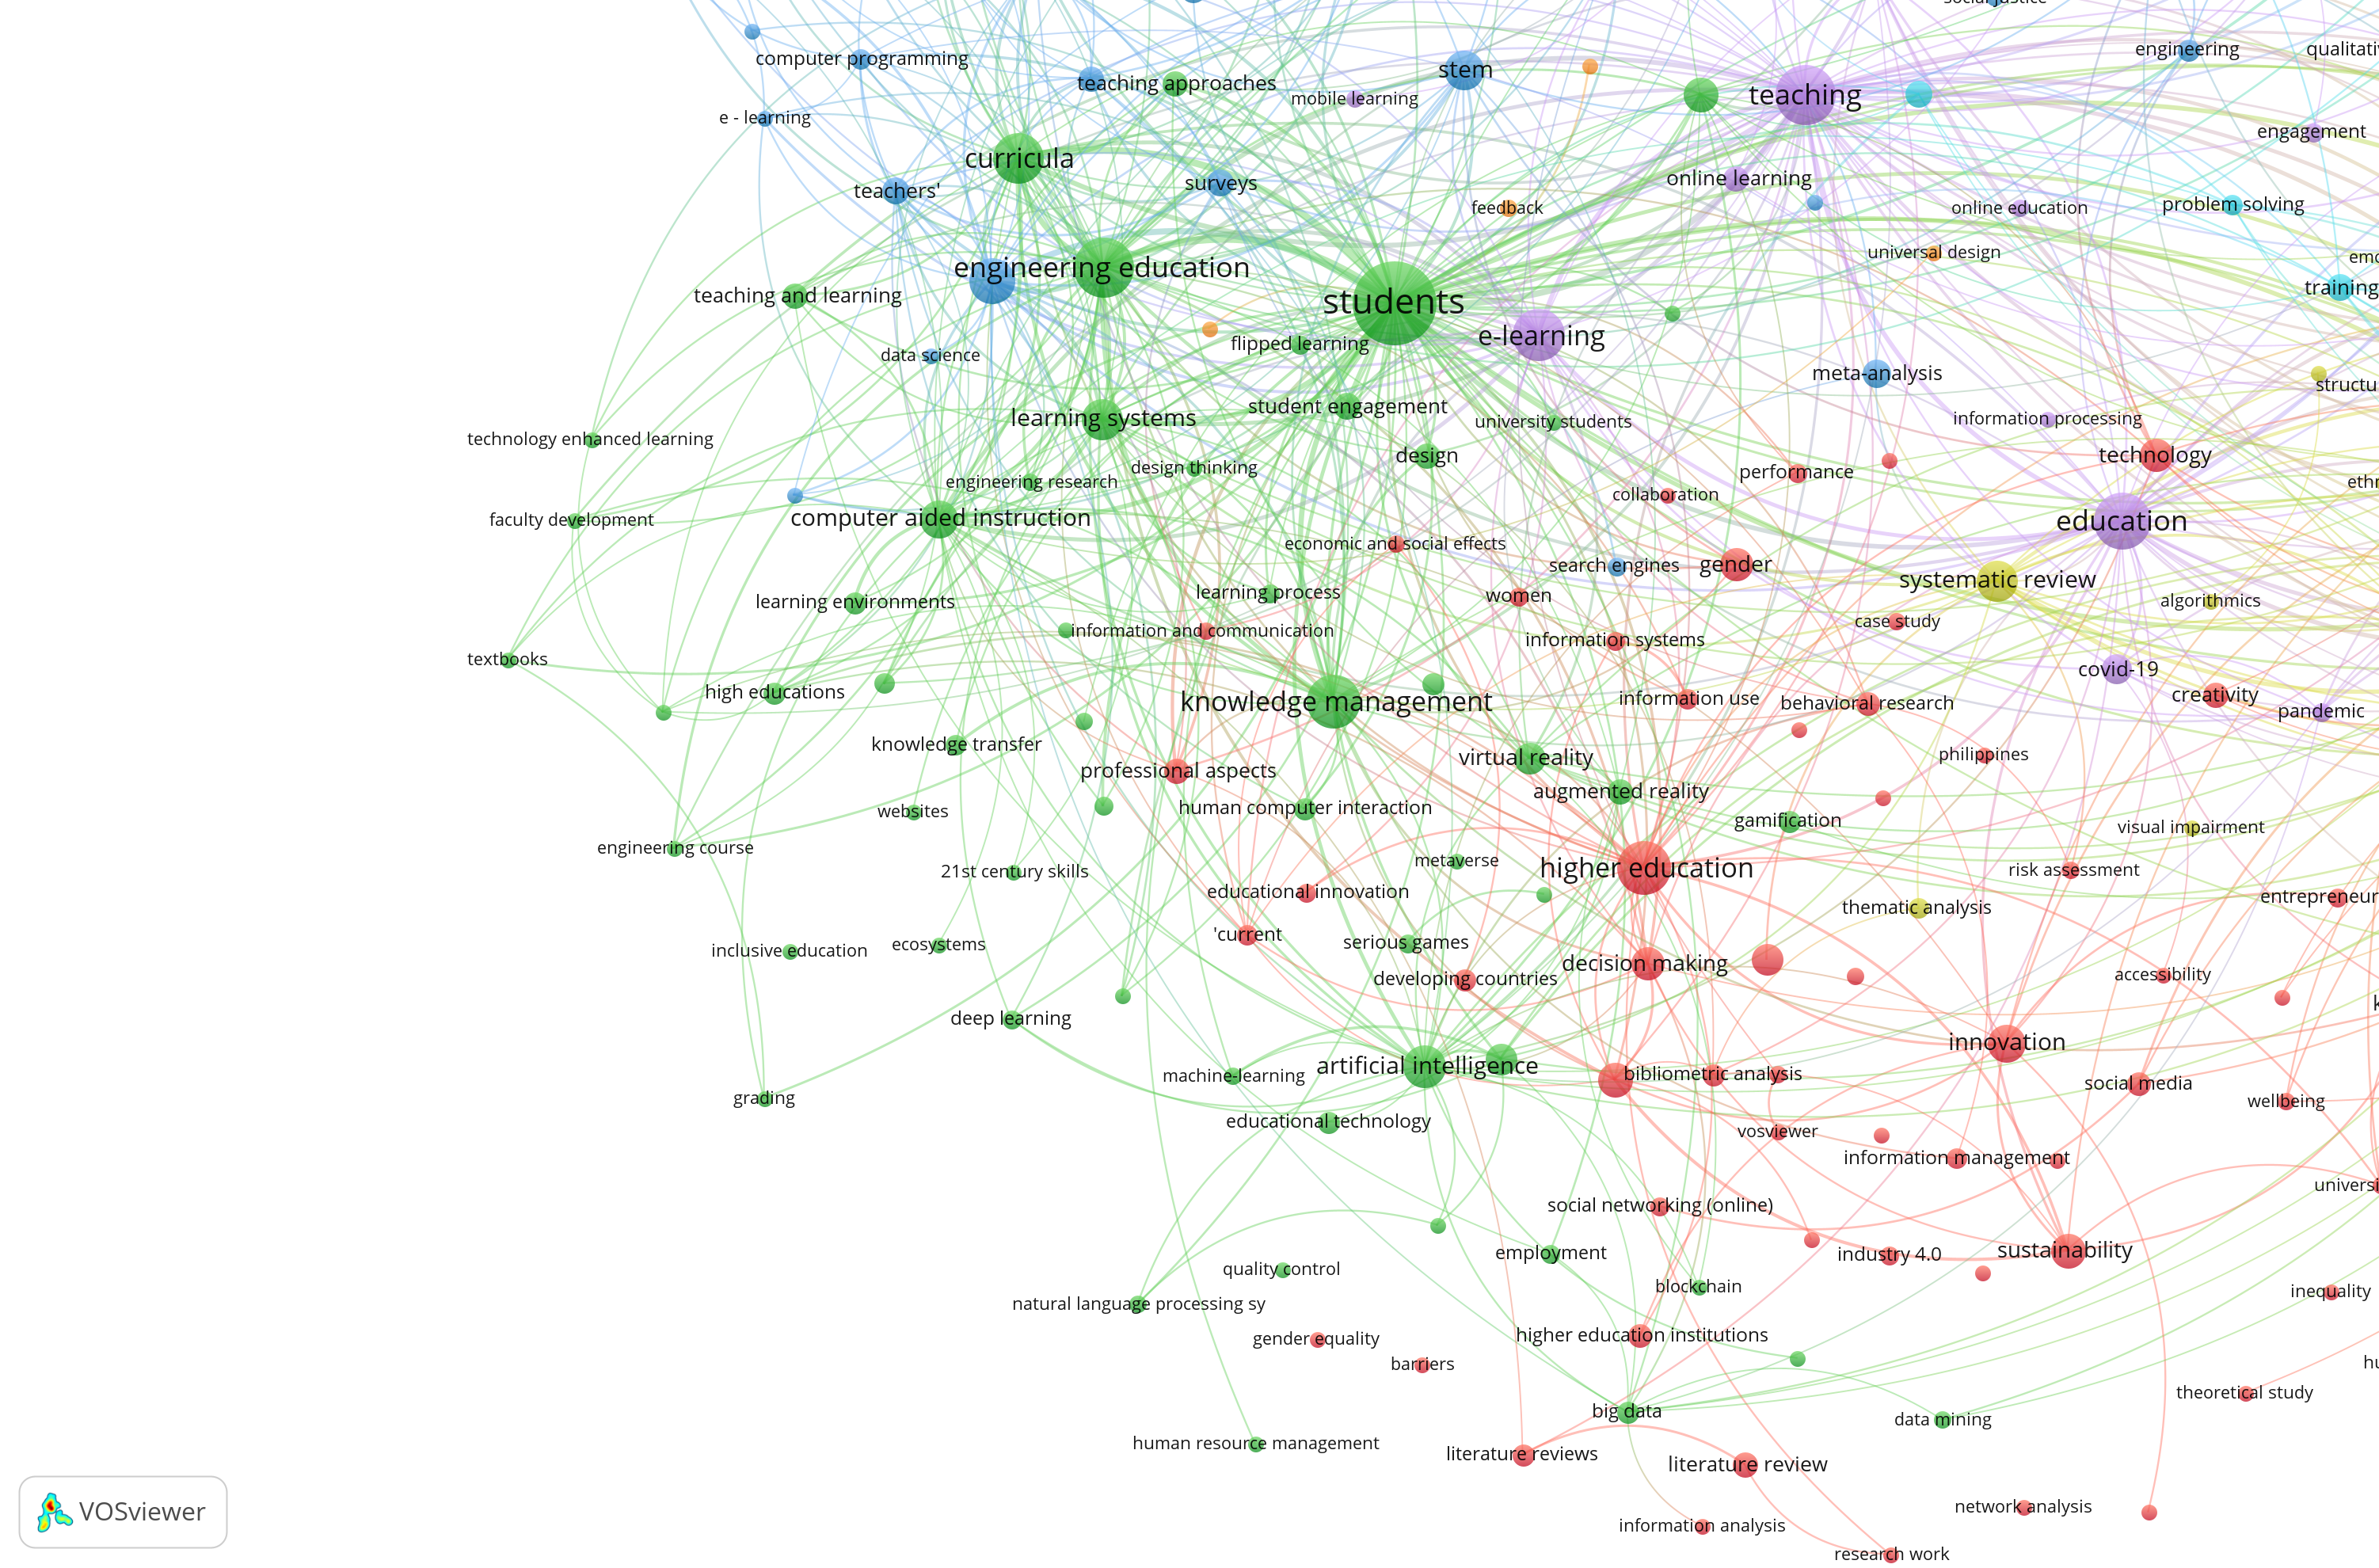 social justice
engineering
qualitativ
computer programming
stem
teaching approaches
mobile learning
teaching
e - learning
engagement
curricula
teachers'
surveys
online learning
feedback
online education
problem solving
universal design
emo
engineering education
teaching and learning
students
training
flipped learning
e-learning
data science
meta-analysis
structu
student engagement
learning systems
university students
information processing
technology enhanced learning
design
technology
design thinking
performance
engineering research
ethn
collaboration
faculty development
computer aided instruction
education
economic and social effects
search engines
gender
systematic review
learning process
women
learning environments
algorithmics
case study
information and communication
information systems
textbooks
covid-19
high educations
knowledge management
information use
behavioral research
creativity
pandemic
knowledge transfer
philippines
professional aspects
virtual reality
augmented reality
websites
human computer interaction
gamification
visual impairment
engineering course
metaverse
higher education
21st century skills
risk assessment
educational innovation
entrepreneur
thematic analysis
'current
inclusive education
ecosystems
serious games
developing countries
decision making
accessibility
k
deep learning
innovation
machine-learning
artificial intelligence
bibliometric analysis
social media
grading
wellbeing
educational technology
vosviewer
information management
universi
social networking (online)
employment
industry 4.0
sustainability
quality control
blockchain
inequality
natural language processing sy
gender equality
higher education institutions
barriers
hu
theoretical study
big data
data mining
human resource management
literature reviews
literature review
network analysis
VOSviewer
information analysis
research work